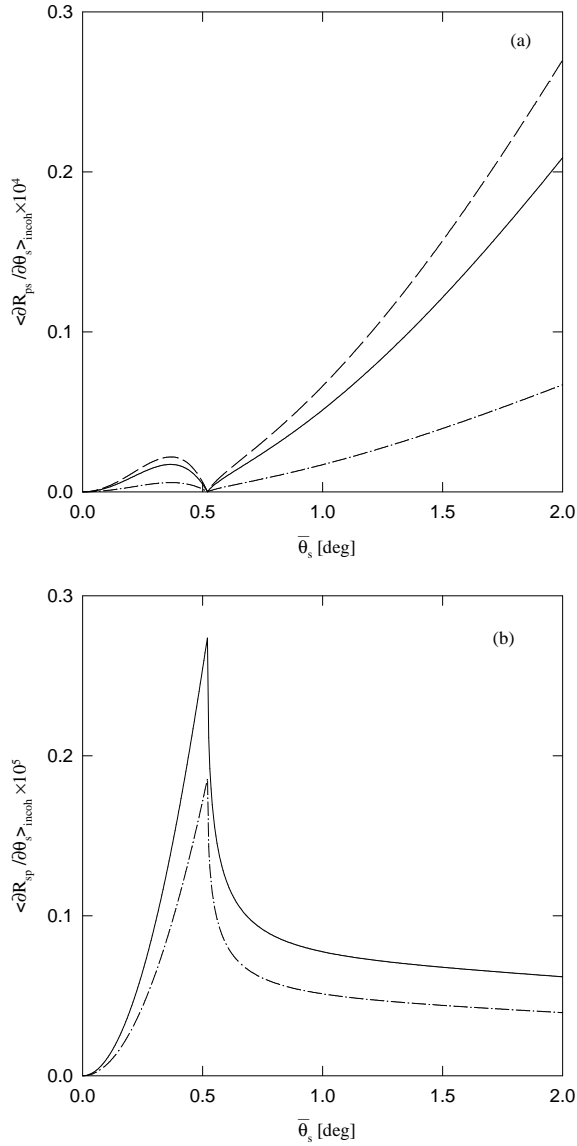 0.3
(a)
0.2
0.1
0.0
<∂R_ps /∂θ_s>_incoh ×10^4
0.0 0.5 1.0 1.5 2.0
θ̅_s [deg]
0.3
(b)
0.2
0.1
0.0
<∂R_sp /∂θ_s>_incoh ×10^5
0.0 0.5 1.0 1.5 2.0
θ̅_s [deg]